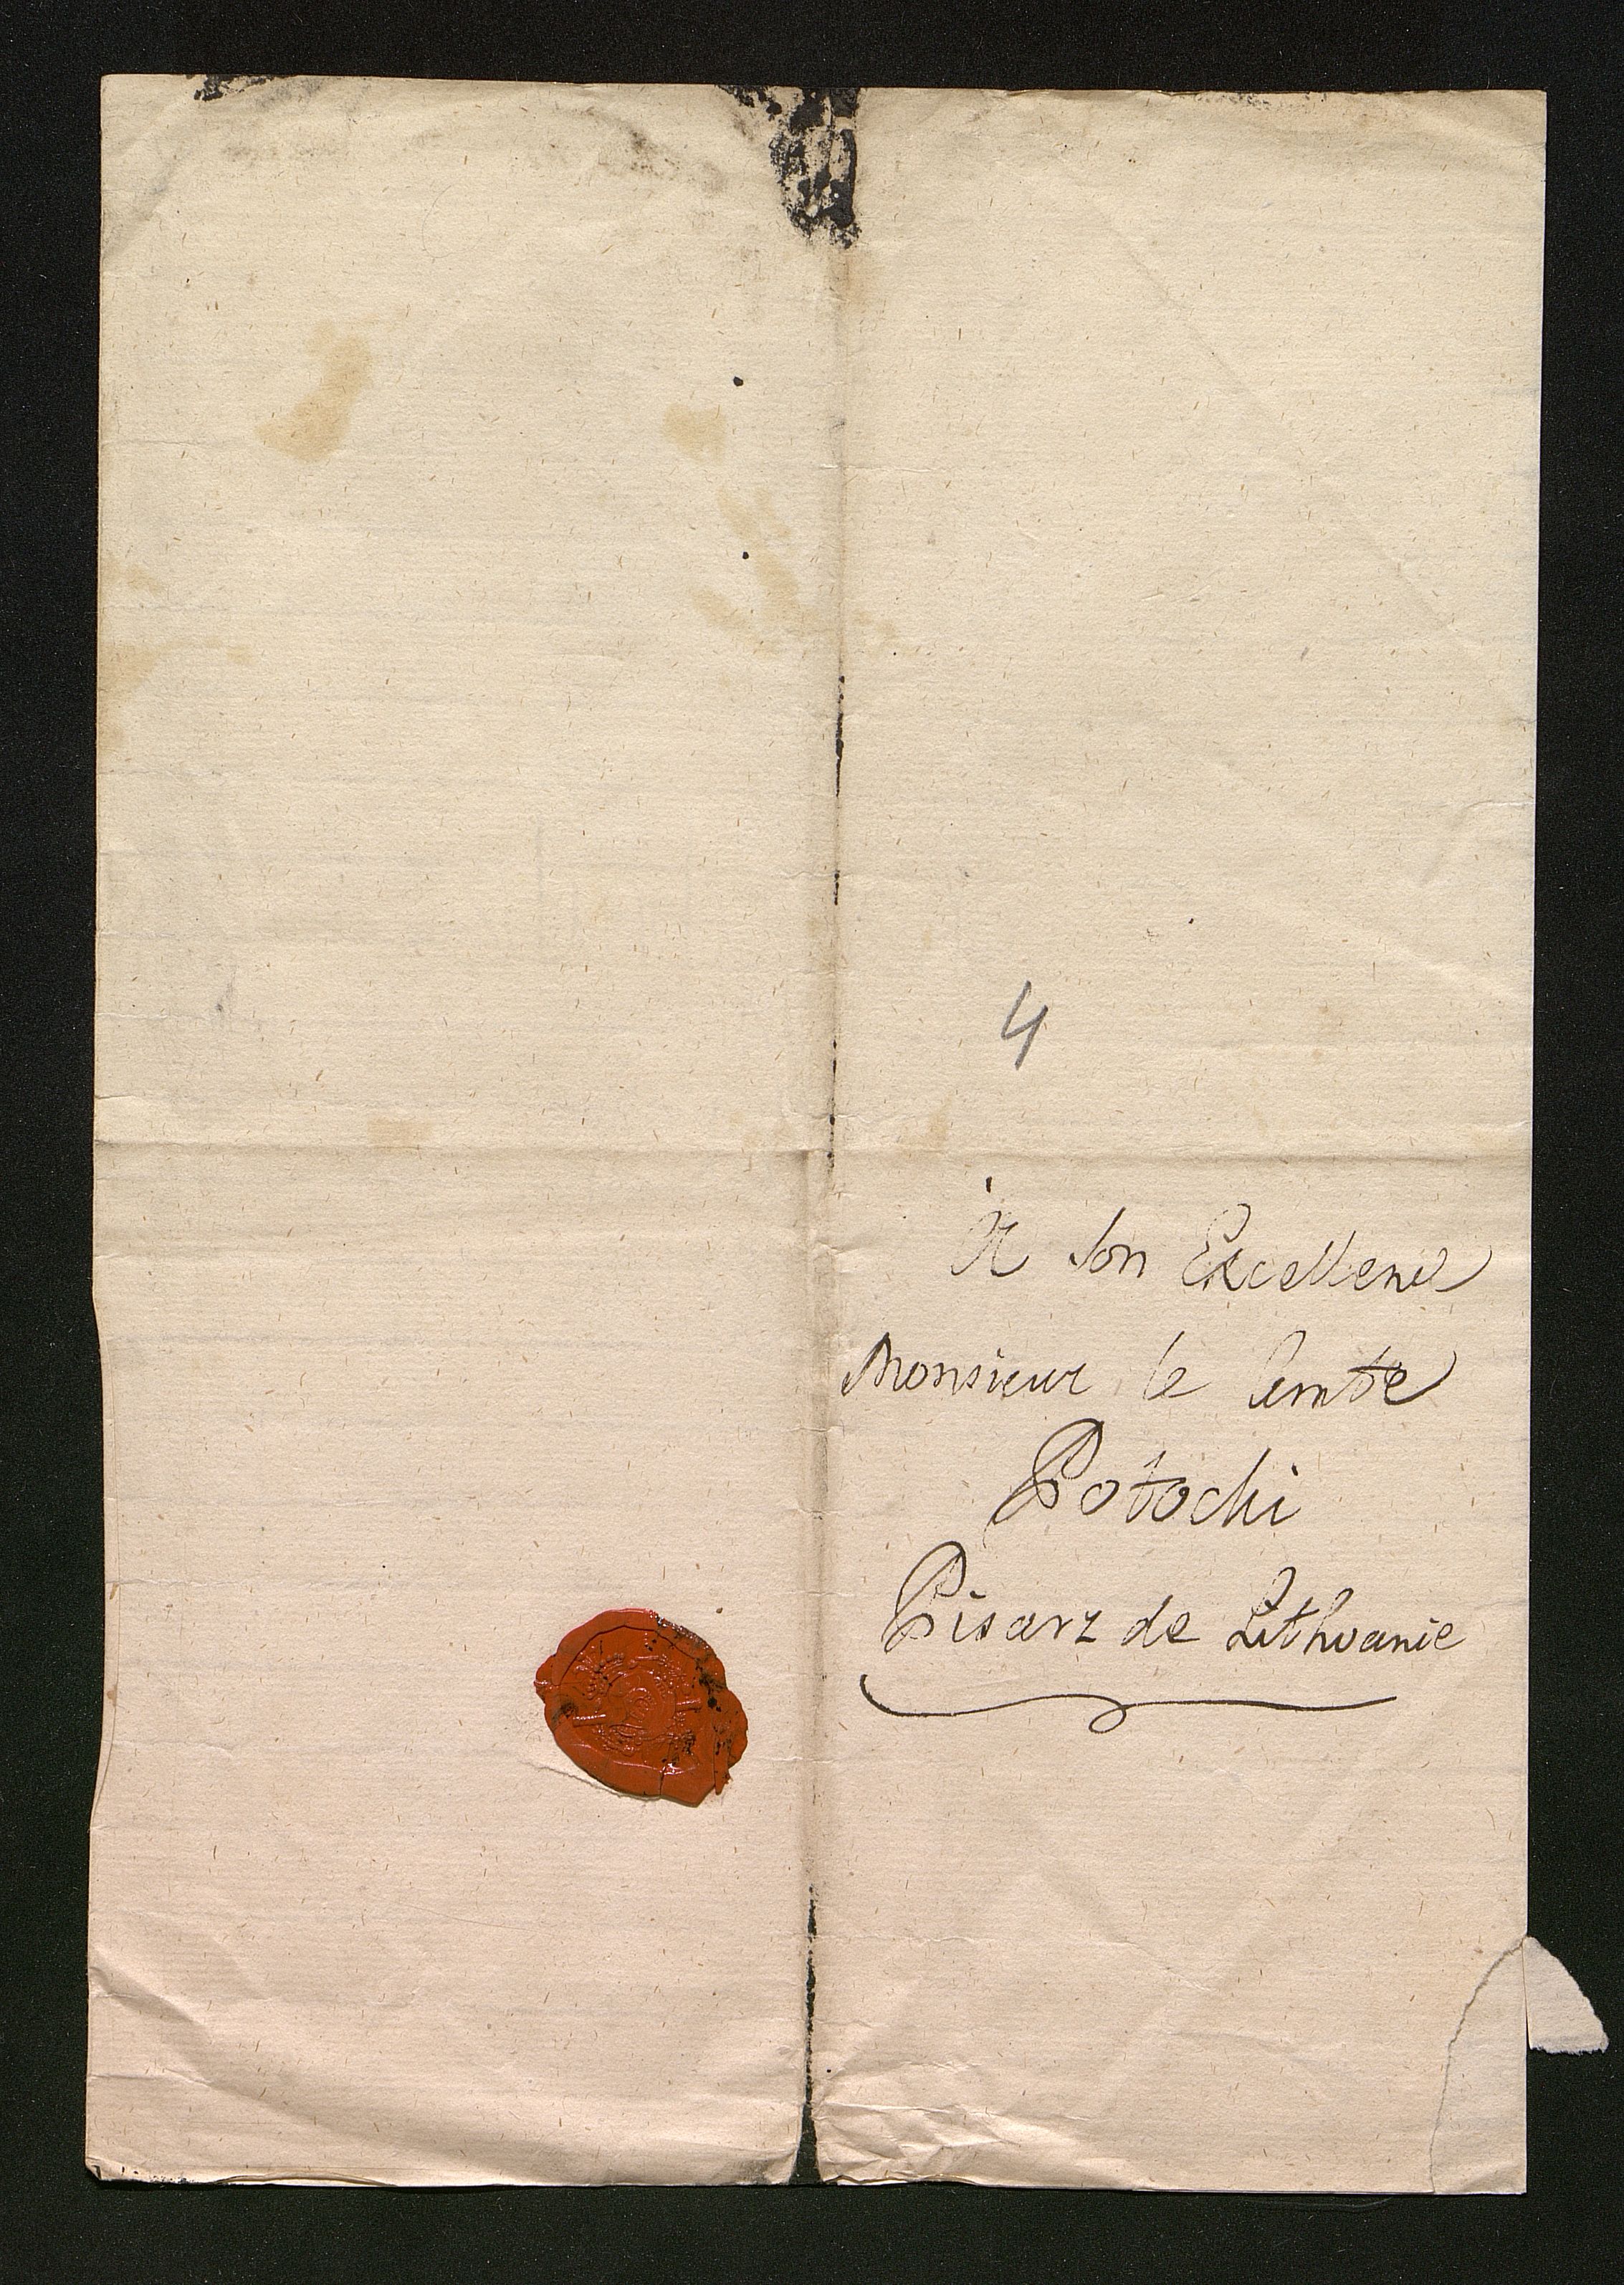 4
À Son Excellence
Monsieur le Comte
Potocki
Pisarz de Lithuanie